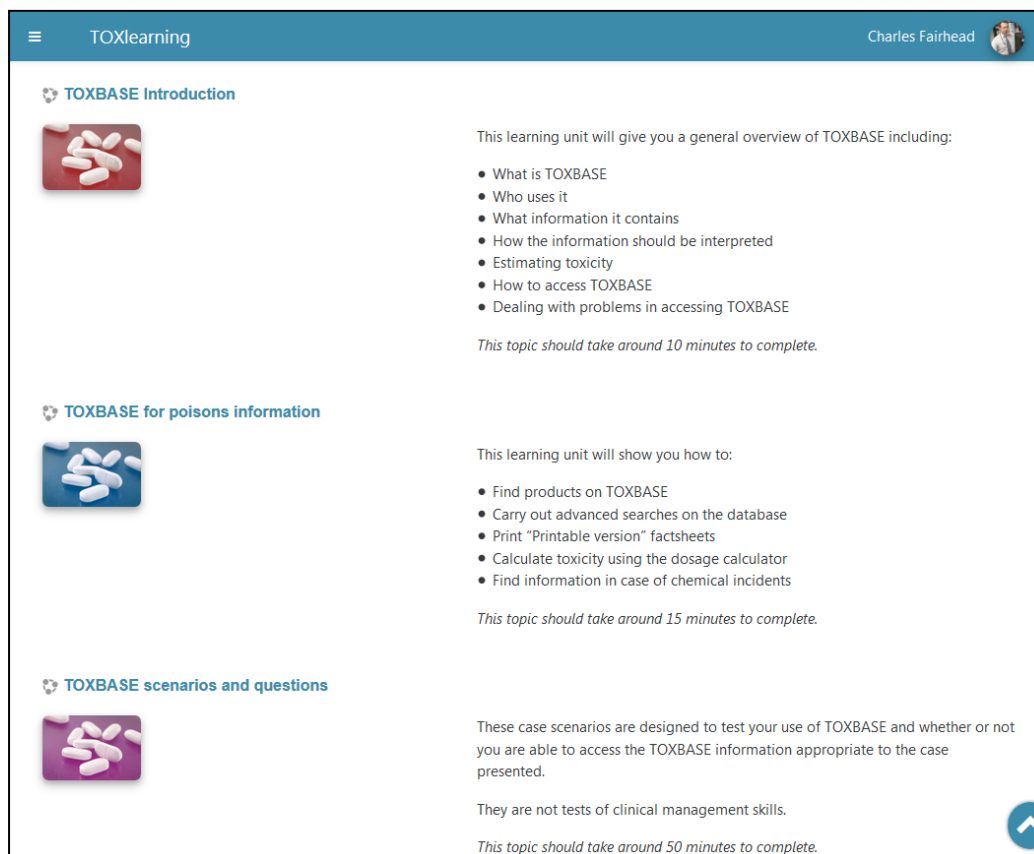 TOXlearning
Charles Fairhead
TOXBASE Introduction
This learning unit will give you a general overview of TOXBASE including:
• What is TOXBASE
• Who uses it
• What information it contains
• How the information should be interpreted
• Estimating toxicity
• How to access TOXBASE
• Dealing with problems in accessing TOXBASE
This topic should take around 10 minutes to complete.
TOXBASE for poisons information
This learning unit will show you how to:
• Find products on TOXBASE
• Carry out advanced searches on the database
• Print “Printable version” factsheets
• Calculate toxicity using the dosage calculator
• Find information in case of chemical incidents
This topic should take around 15 minutes to complete.
TOXBASE scenarios and questions
These case scenarios are designed to test your use of TOXBASE and whether or not
you are able to access the TOXBASE information appropriate to the case
presented.
They are not tests of clinical management skills.
This topic should take around 50 minutes to complete.